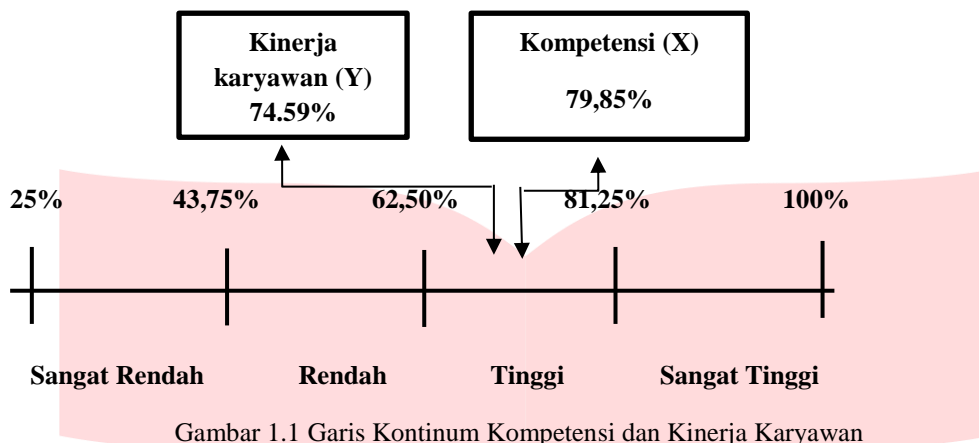 Kinerja
karyawan (Y)
74.59%
Kompetensi (X)
79,85%
25% 43,75% 62,50% 81,25% 100%
Sangat Rendah Rendah Tinggi Sangat Tinggi
Gambar 1.1 Garis Kontinum Kompetensi dan Kinerja Karyawan